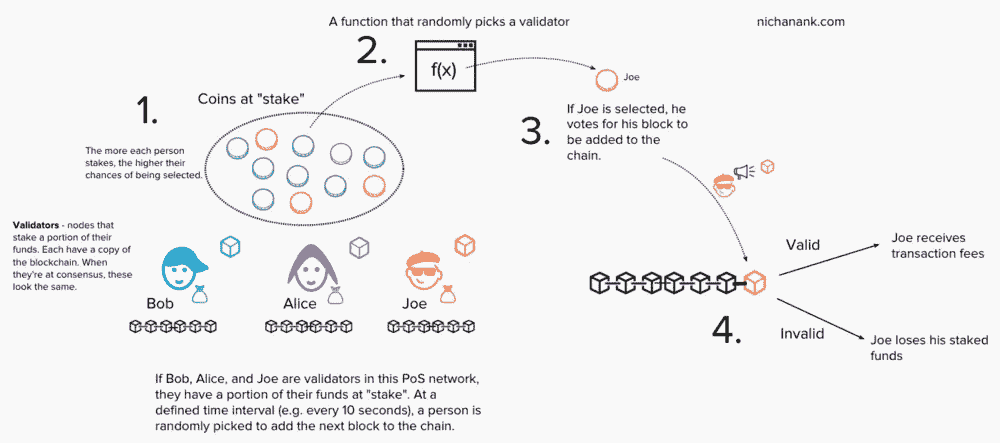 A function that randomly picks a validator
nichanank.com
2.
f(x)
Joe
1.
Coins at "stake"
The more each person
stakes, the higher their
chances of being selected.
3.
If Joe is selected, he
votes for his block to
be added to the
chain.
Validators - nodes that
stake a portion of their
funds. Each have a copy of
the blockchain. When
they're at consensus, these
look the same.
Bob
Alice
Joe
4.
Valid
Joe receives
transaction fees
Invalid
Joe loses his staked
funds
If Bob, Alice, and Joe are validators in this PoS network,
they have a portion of their funds at "stake". At a
defined time interval (e.g. every 10 seconds), a person is
randomly picked to add the next block to the chain.